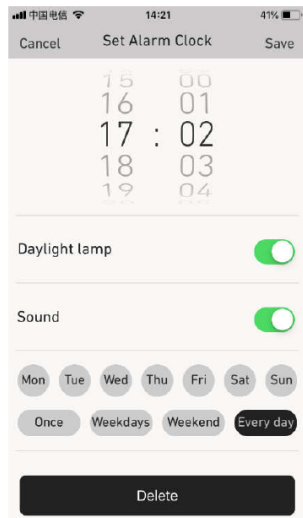 中国电信 14:21 41%
Cancel Set Alarm Clock Save
15 00
16 01
17 : 02
18 03
19 04
Daylight lamp
Sound
Mon Tue Wed Thu Fri Sat Sun
Once Weekdays Weekend Every day
Delete